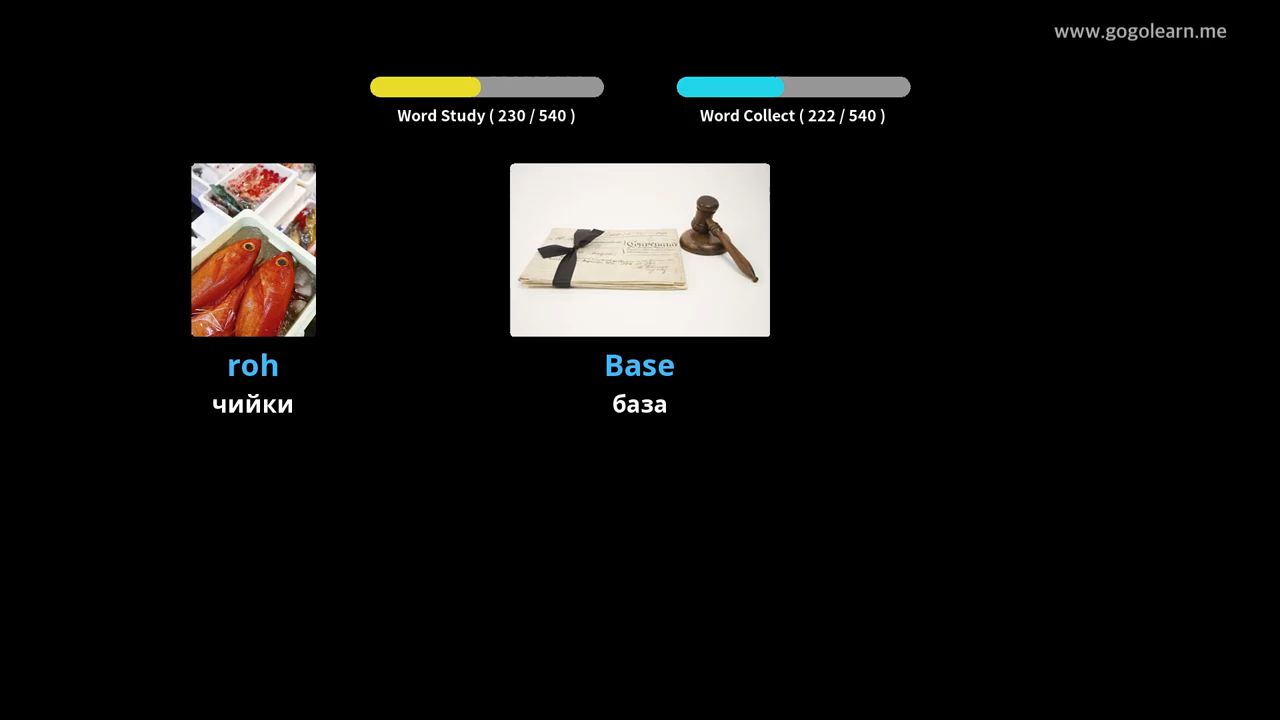 www.gogolearn.me
Word Study ( 230 / 540 )
Word Collect ( 222 / 540 )
roh
чийки
Base
база